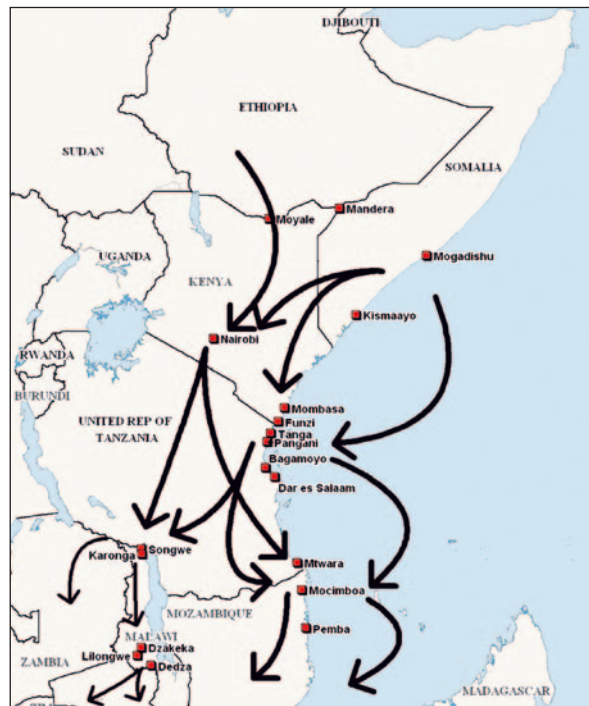 DJIBOUTI
ETHIOPIA
SUDAN
SOMALIA
Mandera
Moyale
UGANDA
Mogadishu
KENYA
Kismaayo
Nairobi
RWANDA
BURUNDI
Mombasa
UNITED REP OF
TANZANIA
Funzi
Tanga
Pangani
Bagamoyo
Dar es Salaam
Songwe
Karonga
Mtwara
Mocimboa
MOZAMBIQUE
Pemba
MALAWI
Dzakeka
Lilongwe
ZAMBIA
Dedza
MADAGASCAR